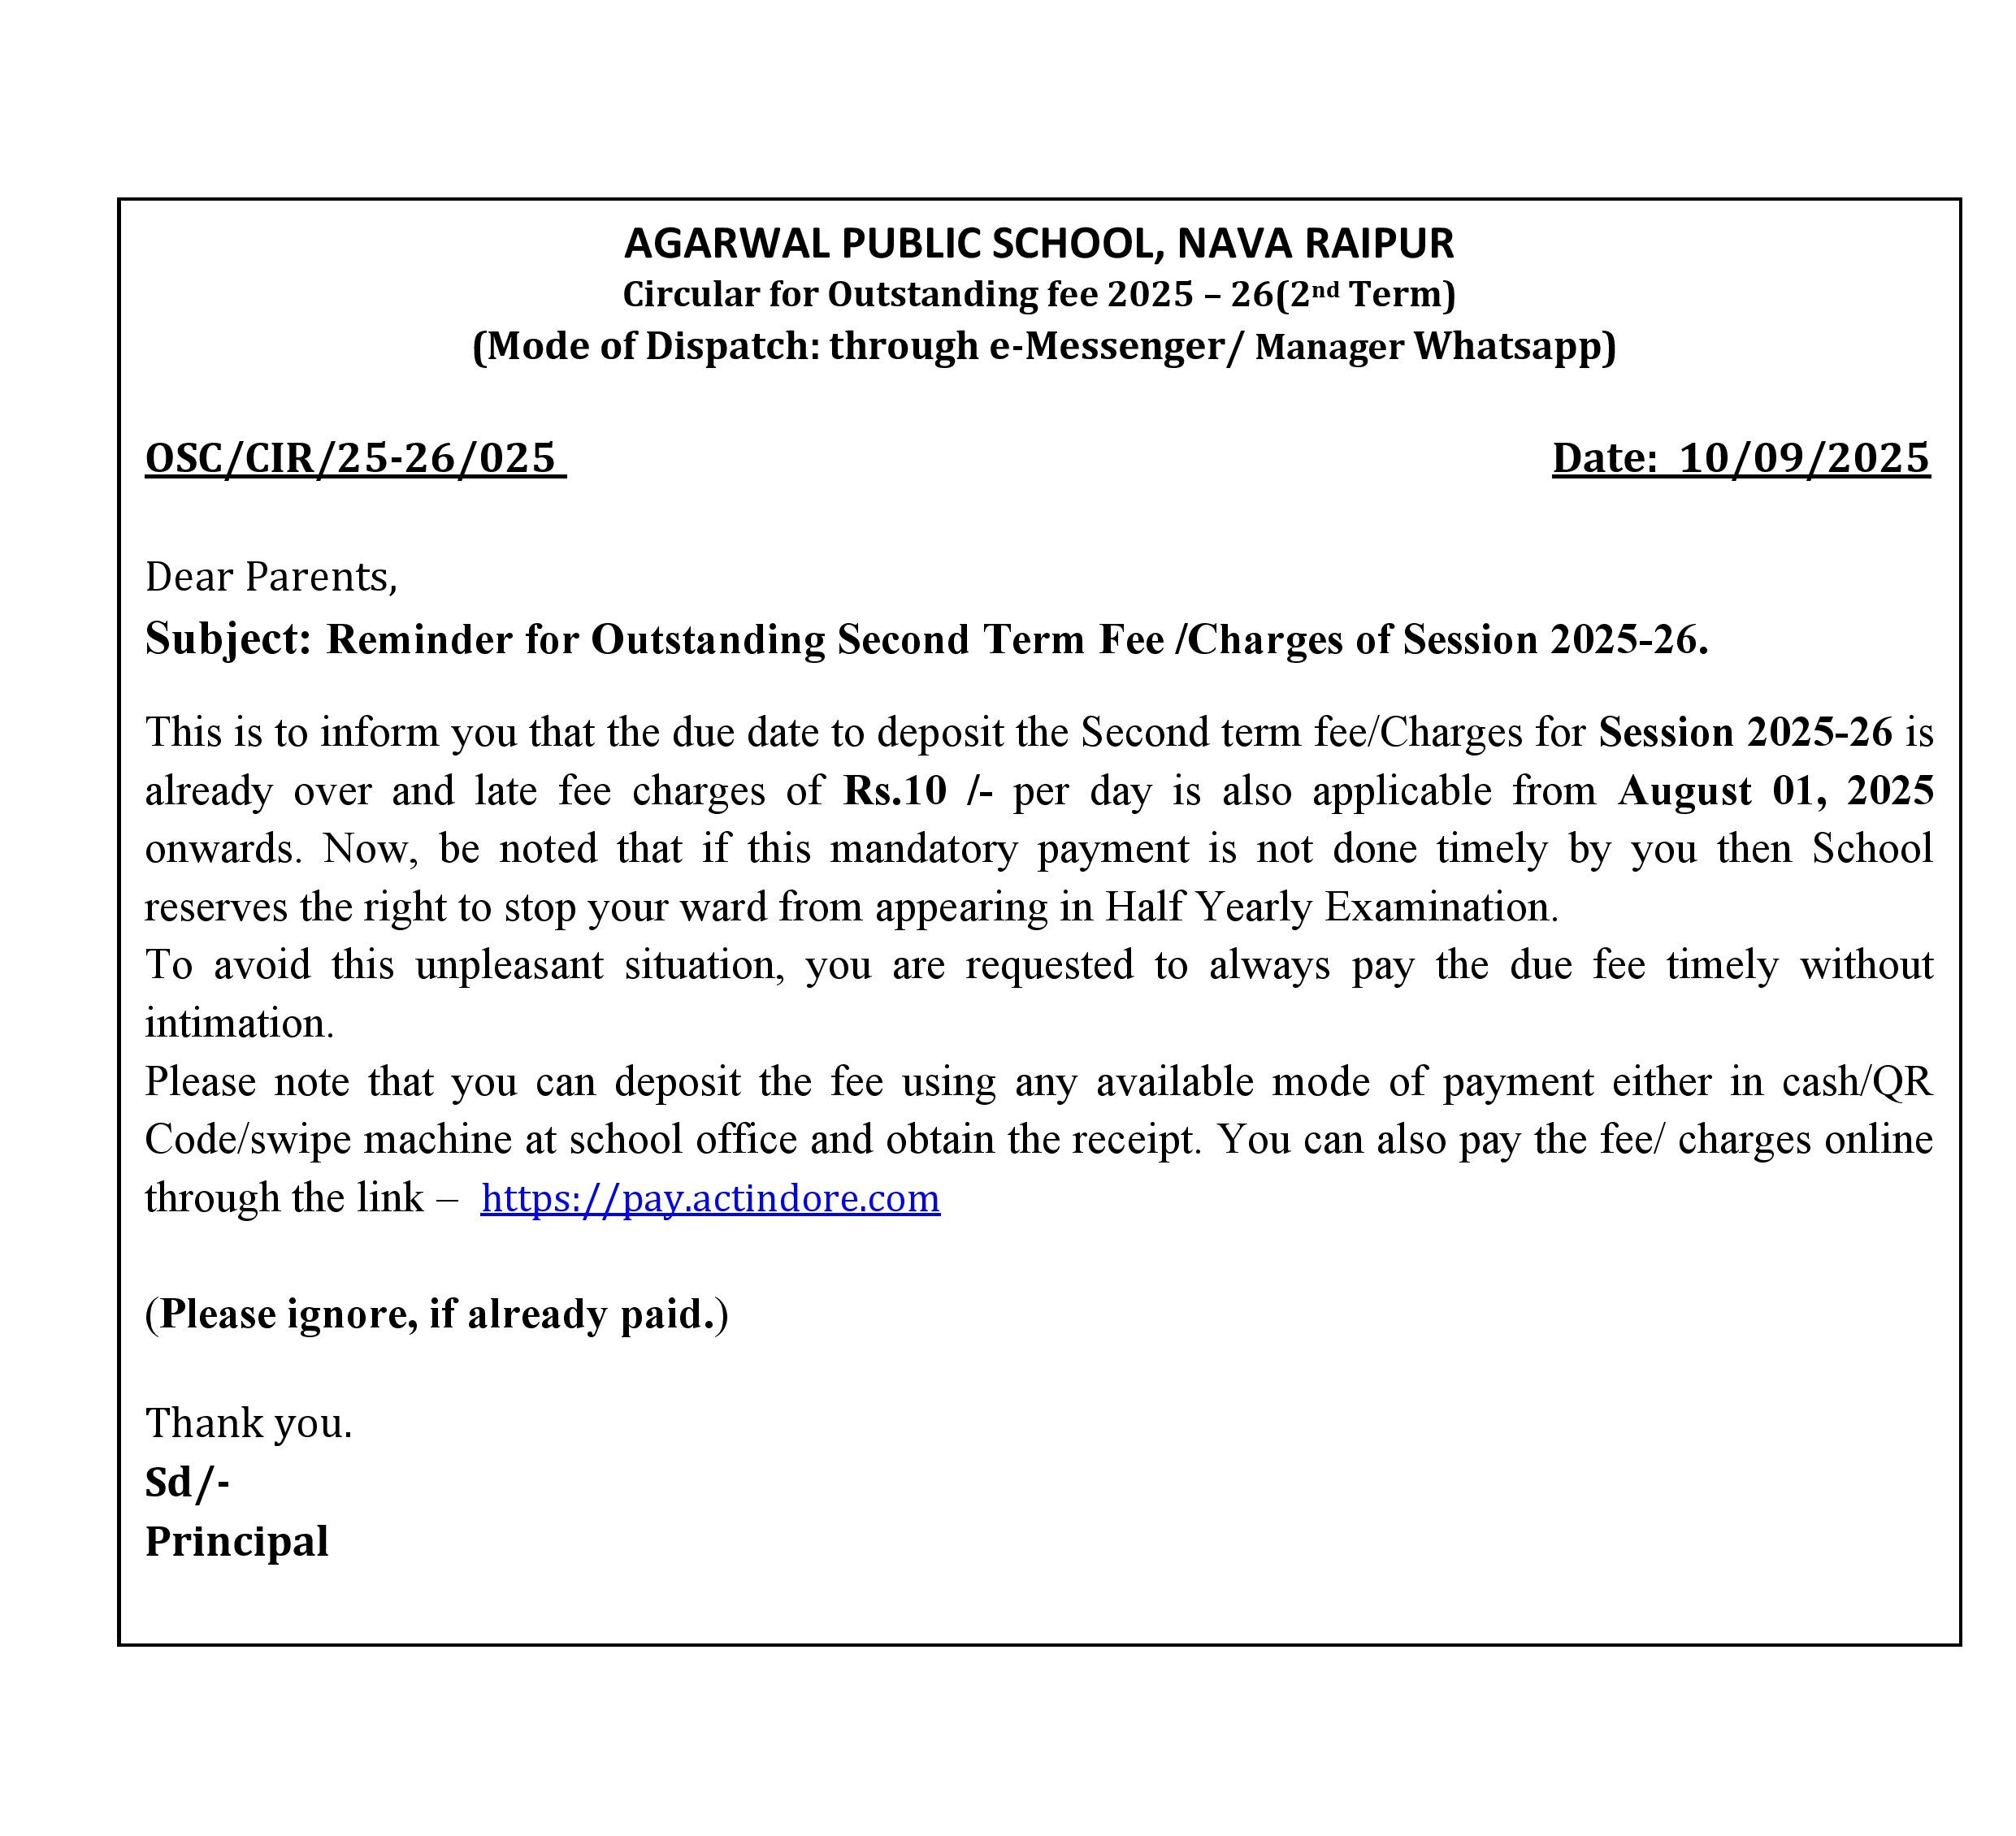 AGARWAL PUBLIC SCHOOL, NAVA RAIPUR
Circular for Outstanding fee 2025 – 26(2nd Term)
(Mode of Dispatch: through e-Messenger/ Manager Whatsapp)
OSC/CIR/25-26/025 Date: 10/09/2025
Dear Parents,
Subject: Reminder for Outstanding Second Term Fee /Charges of Session 2025-26.
This is to inform you that the due date to deposit the Second term fee/Charges for Session 2025-26 is
already over and late fee charges of Rs.10 /- per day is also applicable from August 01, 2025
onwards. Now, be noted that if this mandatory payment is not done timely by you then School
reserves the right to stop your ward from appearing in Half Yearly Examination.
To avoid this unpleasant situation, you are requested to always pay the due fee timely without
intimation.
Please note that you can deposit the fee using any available mode of payment either in cash/QR
Code/swipe machine at school office and obtain the receipt. You can also pay the fee/ charges online
through the link – https://pay.actindore.com
(Please ignore, if already paid.)
Thank you.
Sd/-
Principal